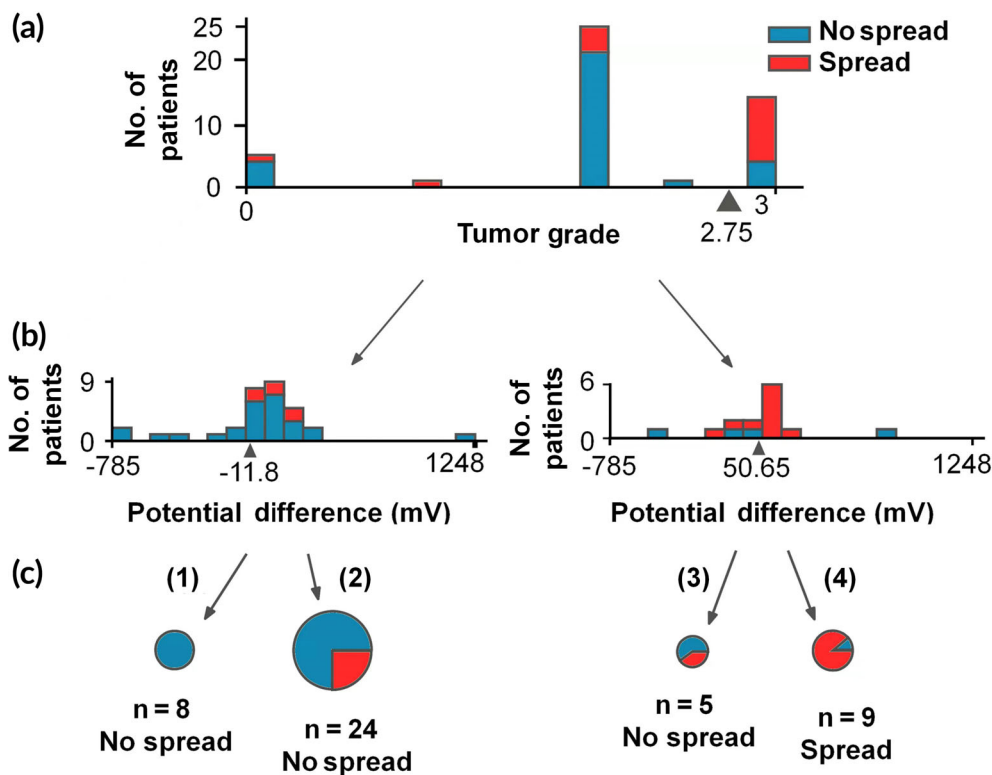 (a)
No. of
patients
25
20
10
0
No spread
Spread
0
3
2.75
Tumor grade
(b)
No. of
patients
9
0
-785
-11.8
1248
Potential difference (mV)
No. of
patients
6
0
-785
50.65
1248
Potential difference (mV)
(c)
(1)
(2)
(3)
(4)
n = 8
No spread
n = 24
No spread
n = 5
No spread
n = 9
Spread